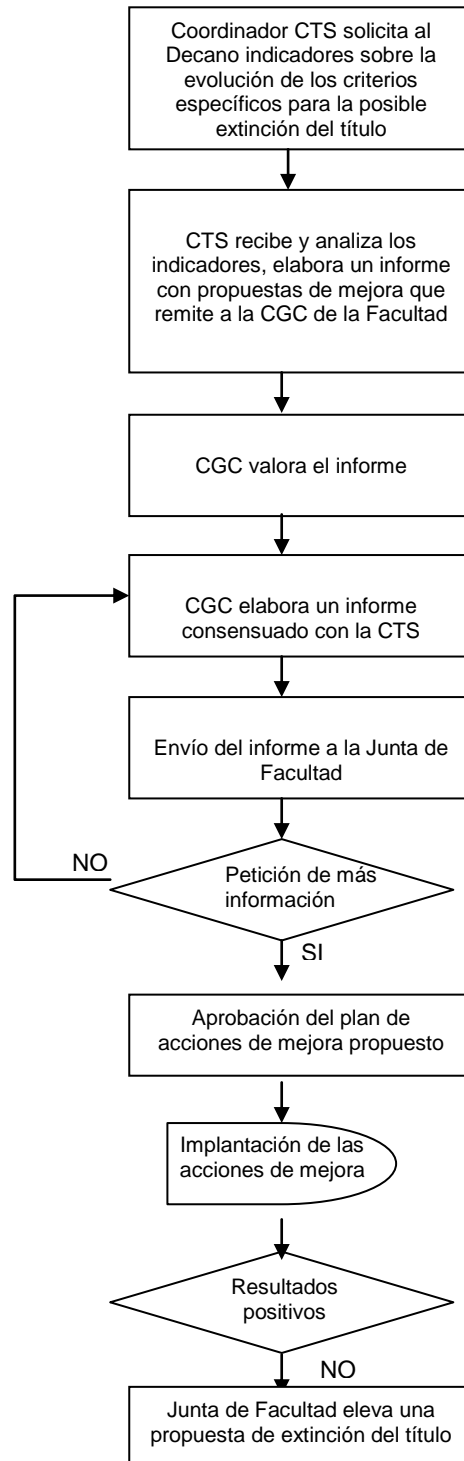 Coordinador CTS solicita al
Decano indicadores sobre la
evolución de los criterios
específicos para la posible
extinción del título
CTS recibe y analiza los
indicadores, elabora un informe
con propuestas de mejora que
remite a la CGC de la Facultad
CGC valora el informe
CGC elabora un informe
consensuado con la CTS
Envío del informe a la Junta de
Facultad
NO
Petición de más
información
SI
Aprobación del plan de
acciones de mejora propuesto
Implantación de las
acciones de mejora
Resultados
positivos
NO
Junta de Facultad eleva una
propuesta de extinción del título